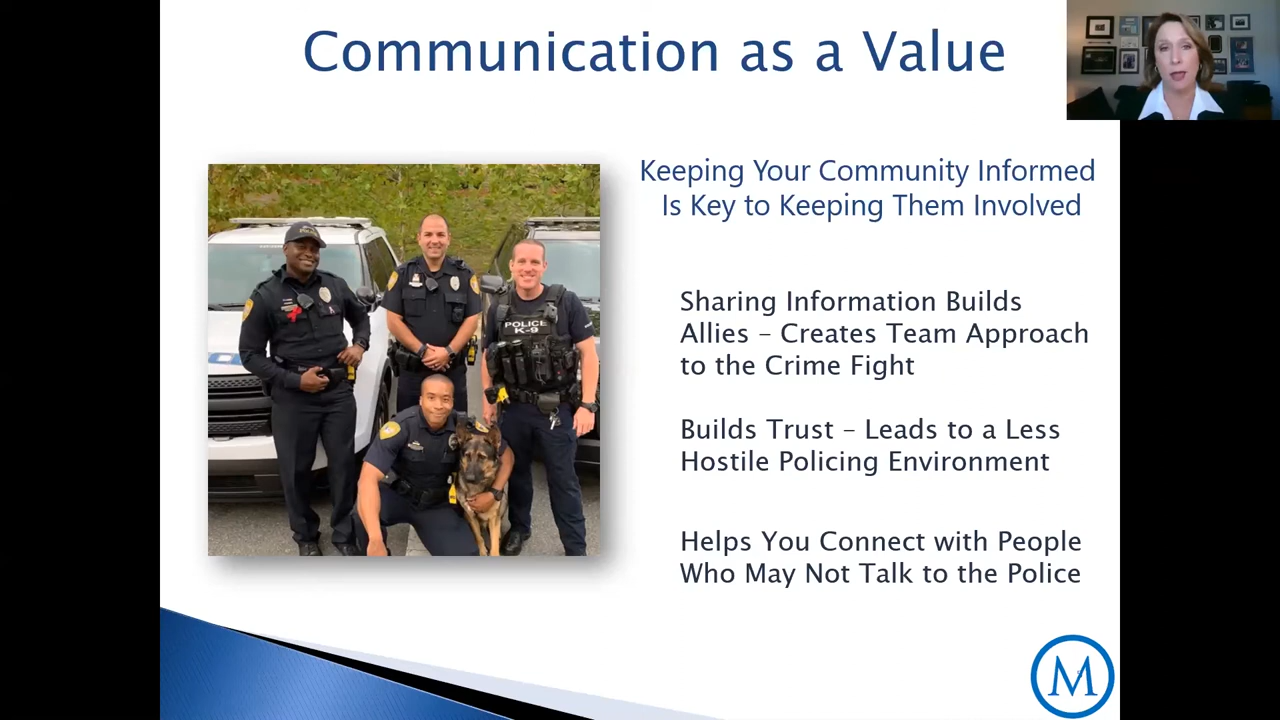 Communication as a Value
Keeping Your Community Informed
Is Key to Keeping Them Involved
Sharing Information Builds
Allies – Creates Team Approach
to the Crime Fight
Builds Trust – Leads to a Less
Hostile Policing Environment
Helps You Connect with People
Who May Not Talk to the Police
POLICE
K-9
M